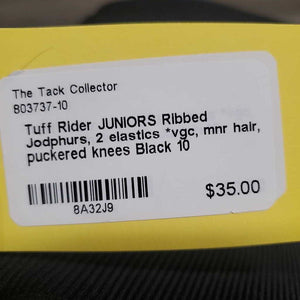 The Tack Collector
B03737-10
Tuff Rider JUNIORS Ribbed
Jodphurs, 2 elastics *vgc, mnr hair,
puckered knees Black 10
$35.00
8A32J9